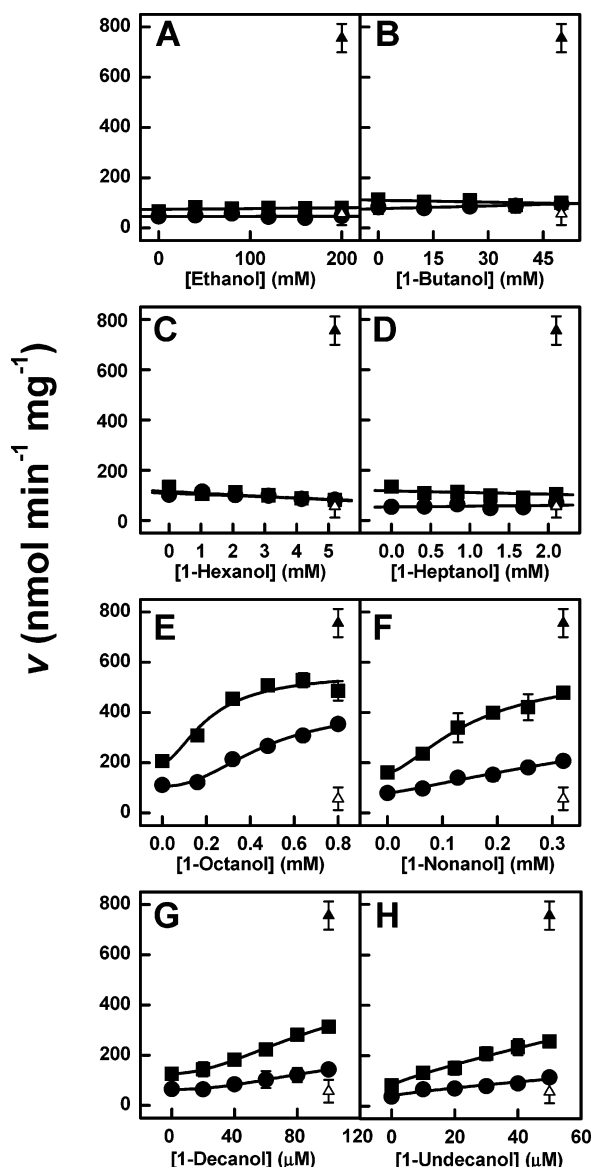 v (nmol min-1 mg-1)
A
B
800
600
400
200
0
0 100 200
0 15 30 45
[Ethanol] (mM)
[1-Butanol] (mM)
C
D
800
600
400
200
0
0 1 2 3 4 5
0.0 0.5 1.0 1.5 2.0
[1-Hexanol] (mM)
[1-Heptanol] (mM)
E
F
800
600
400
200
0
0.0 0.2 0.4 0.6 0.8
0.0 0.1 0.2 0.3
[1-Octanol] (mM)
[1-Nonanol] (mM)
G
H
800
600
400
200
0
0 40 80 120
0 20 40 60
[1-Decanol] (μM)
[1-Undecanol] (μM)